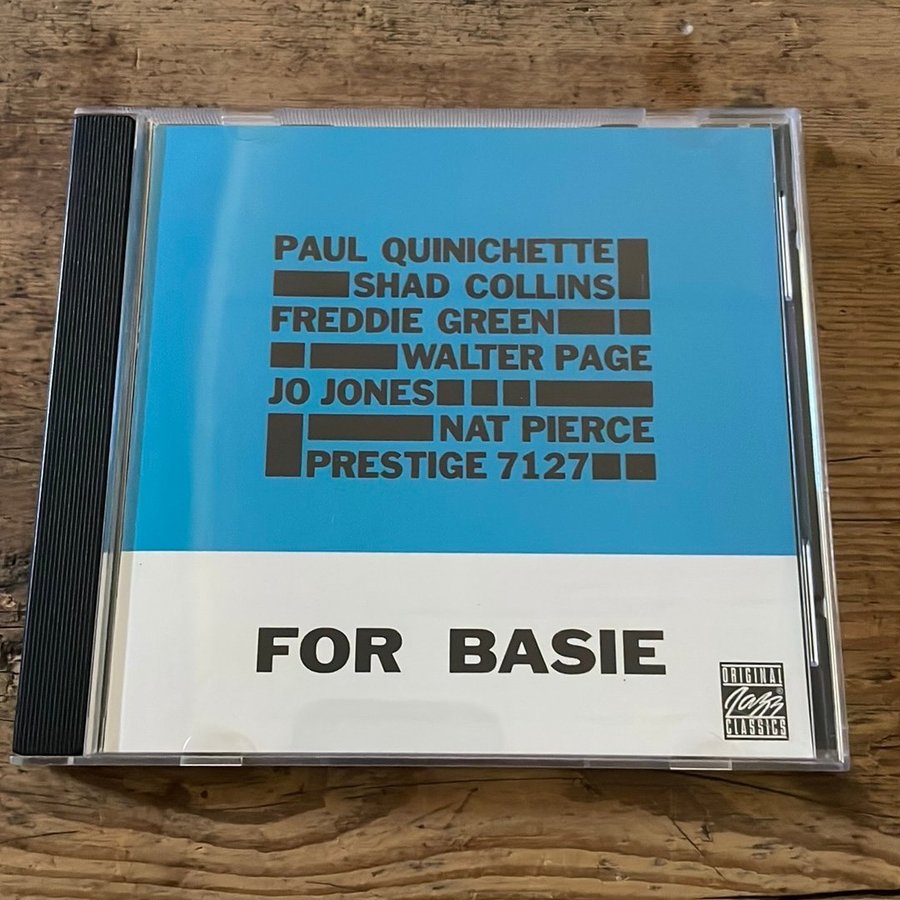 PAUL QUINICHETTE
SHAD COLLINS
FREDDIE GREEN
WALTER PAGE
JO JONES
NAT PIERCE
PRESTIGE 7127
FOR BASIE
ORIGINAL
Jazz®
CLASSICS